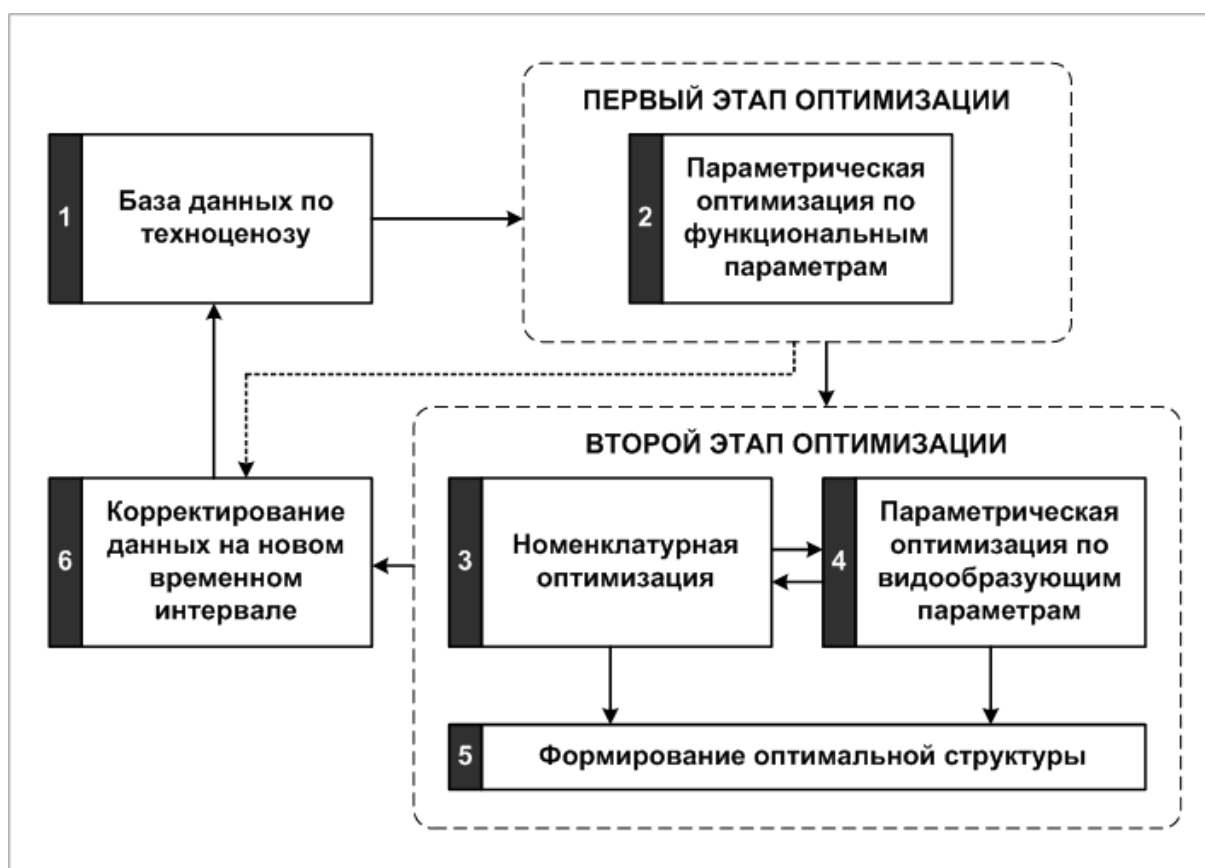 ПЕРВЫЙ ЭТАП ОПТИМИЗАЦИИ
1
База данных по
техноценозу
2
Параметрическая
оптимизация по
функциональным
параметрам
ВТОРОЙ ЭТАП ОПТИМИЗАЦИИ
6
Корректирование
данных на новом
временном
интервале
3
Номенклатурная
оптимизация
4
Параметрическая
оптимизация по
видообразующим
параметрам
5
Формирование оптимальной структуры